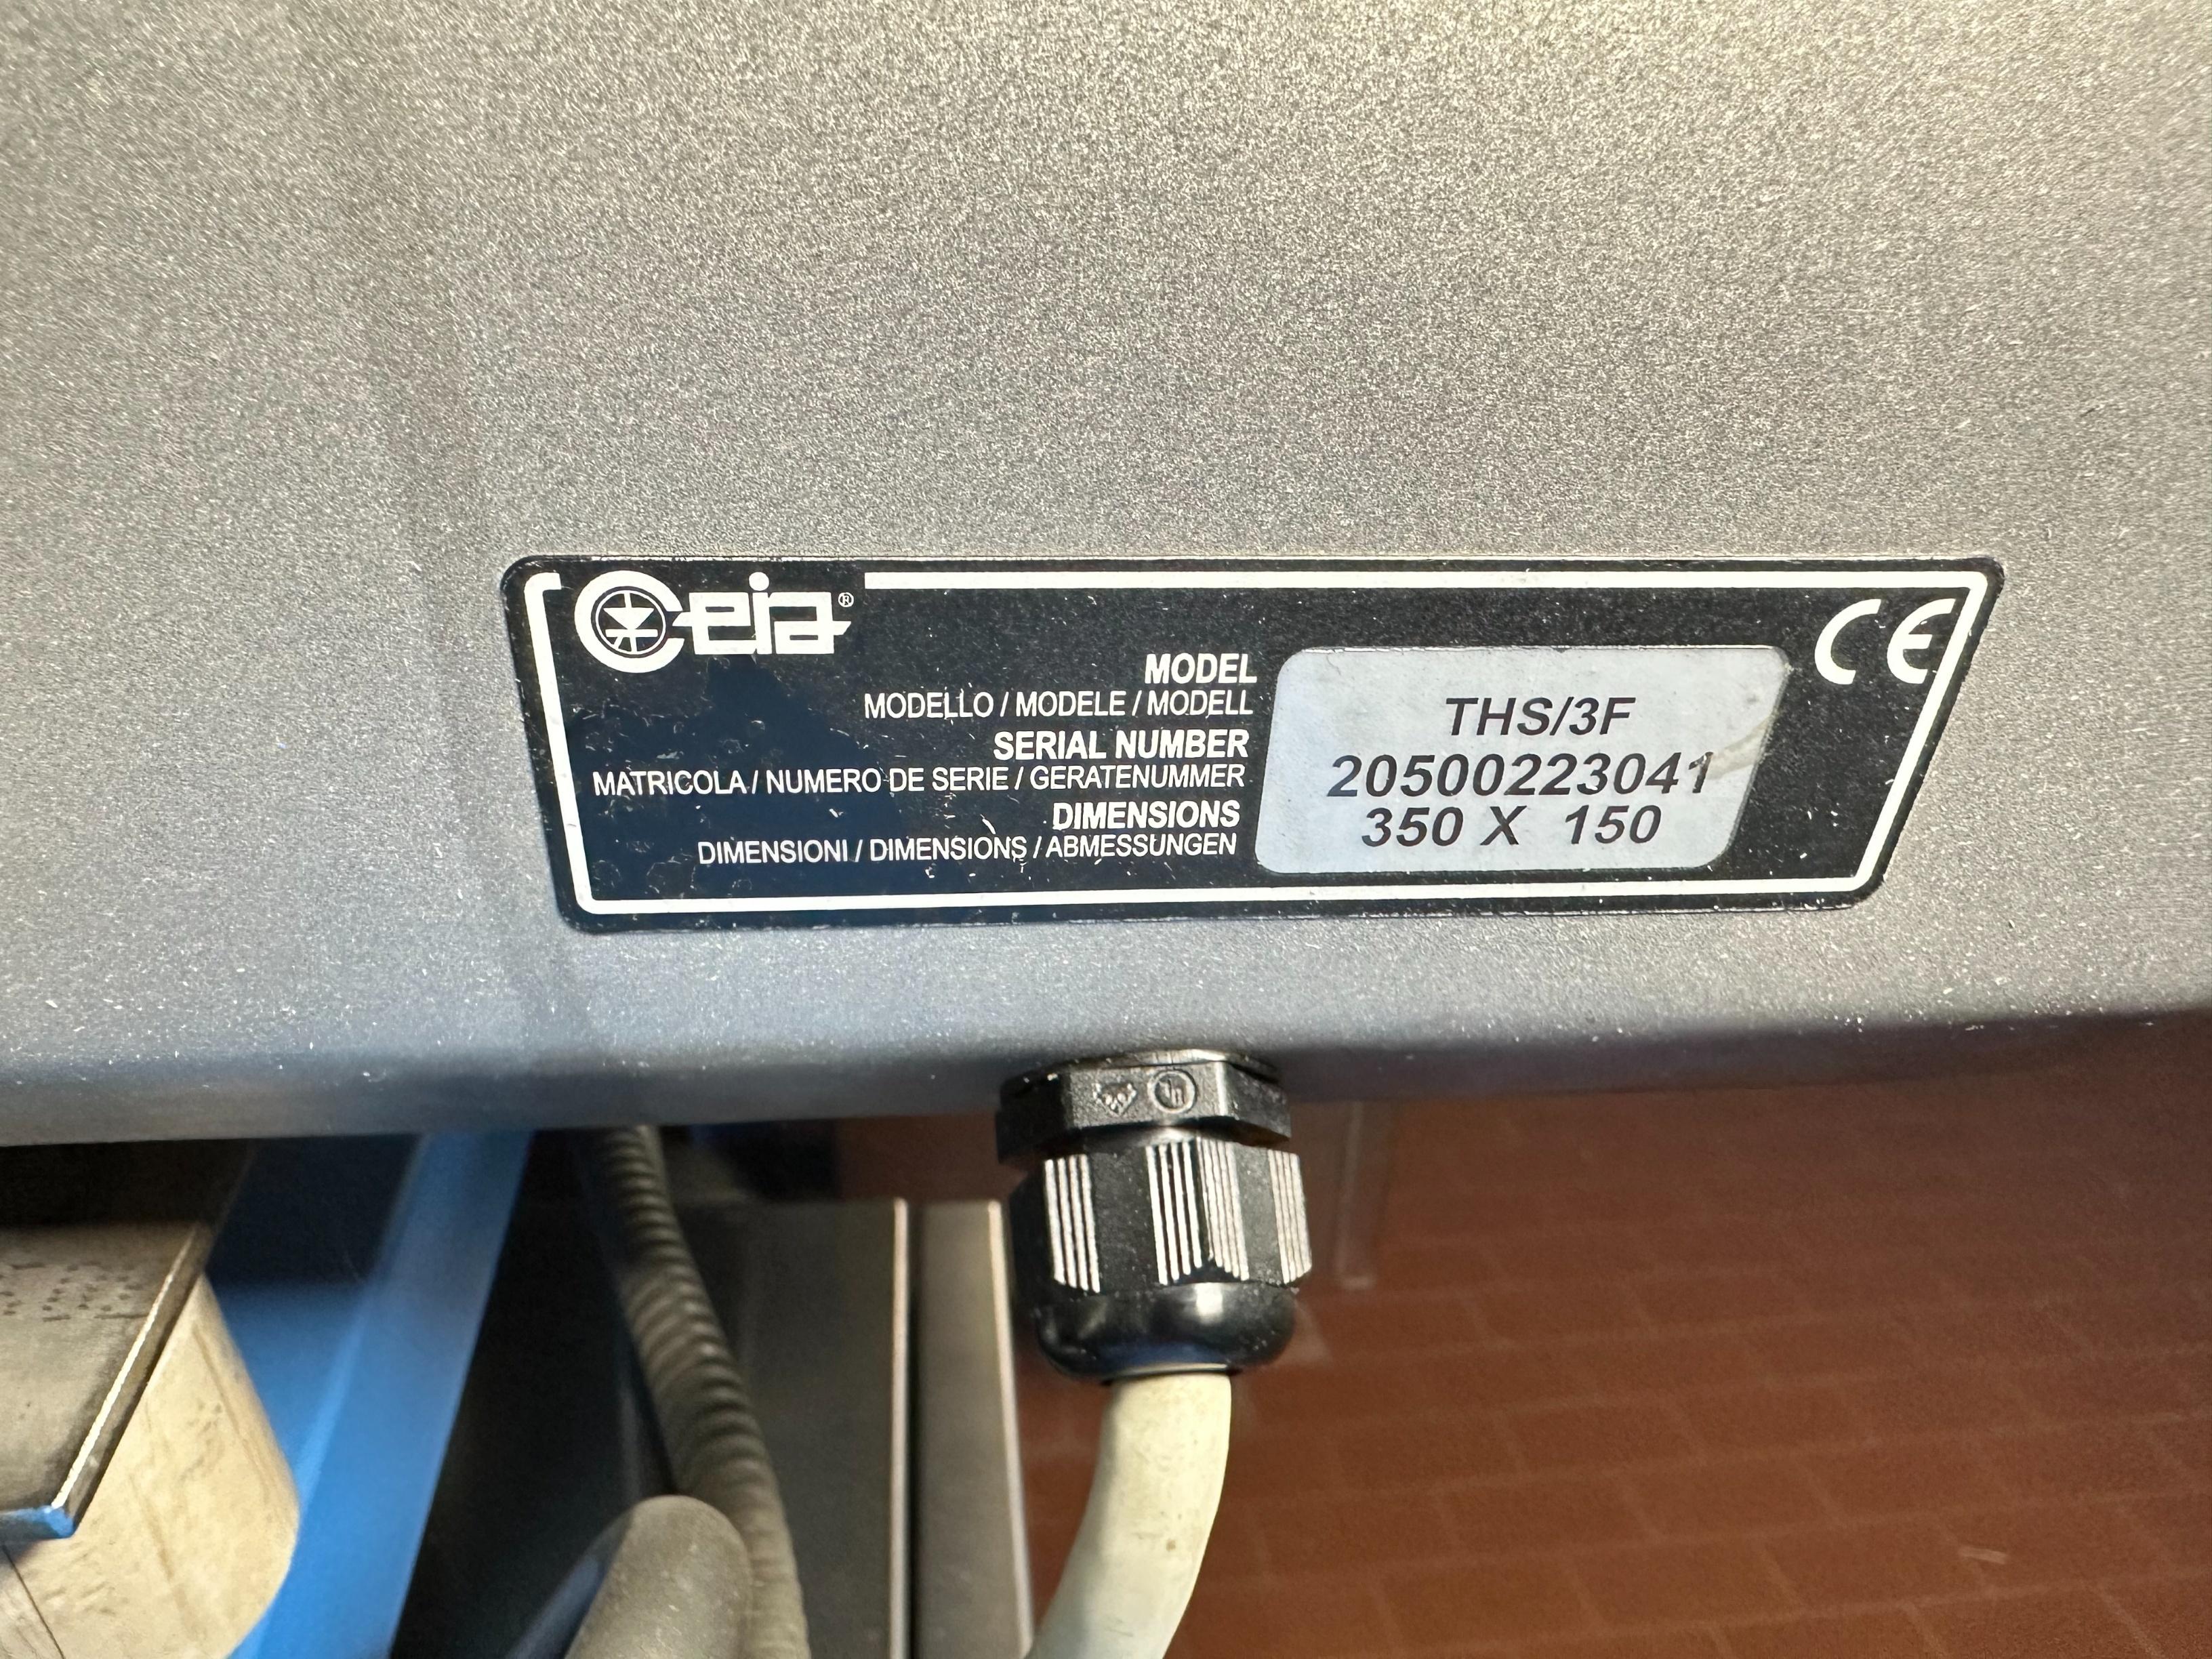 Ceia®
CE
MODEL
MODELLO / MODELE / MODELL
THS/3F
SERIAL NUMBER
MATRICOLA / NUMERO DE SERIE / GERATENUMMER
20500223041
DIMENSIONS
DIMENSIONI / DIMENSIONS / ABMESSUNGEN
350 X 150